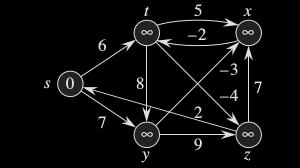 t 5 x
∞ −2 ∞
6
s 0 8 −3 7
−4
7 2
∞ 9 ∞
y z